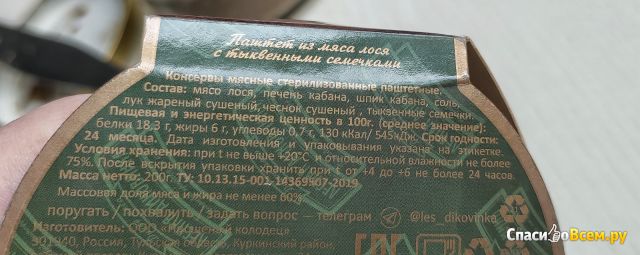 Паштет из мяса лося
с тыквенными семечками
Консервы мясные стерилизованные паштетные.
Состав: мясо лося, печень кабана, шпик кабана, соль,
лук жареный сушеный, чеснок сушеный , тыквенные семечки.
Пищевая и энергетическая ценность в 100г. (среднее значение):
белки 18,3 г, жиры 6 г, углеводы 0,7 г, 130 кКал/ 545кДж. Срок годности:
24 месяца. Дата изготовления и упаковывания указана на этикетке.
Условия хранения: при t не выше +20°С и относительной влажности не более
75%. После вскрытия упаковки хранить при t от +4 до +6 не более 24 часов.
Масса нетто: 200г. ТУ: 10.13.15-001-14369507-2019.
Массовая доля мяса и жира не менее 60%.
поругать / похвалить / задать вопрос – телеграм @les_dikovinka
Изготовитель: ООО «Мощеный колодец»
301940, Россия, Тульская область, Куркинский район,
СпасибоВсем.ру